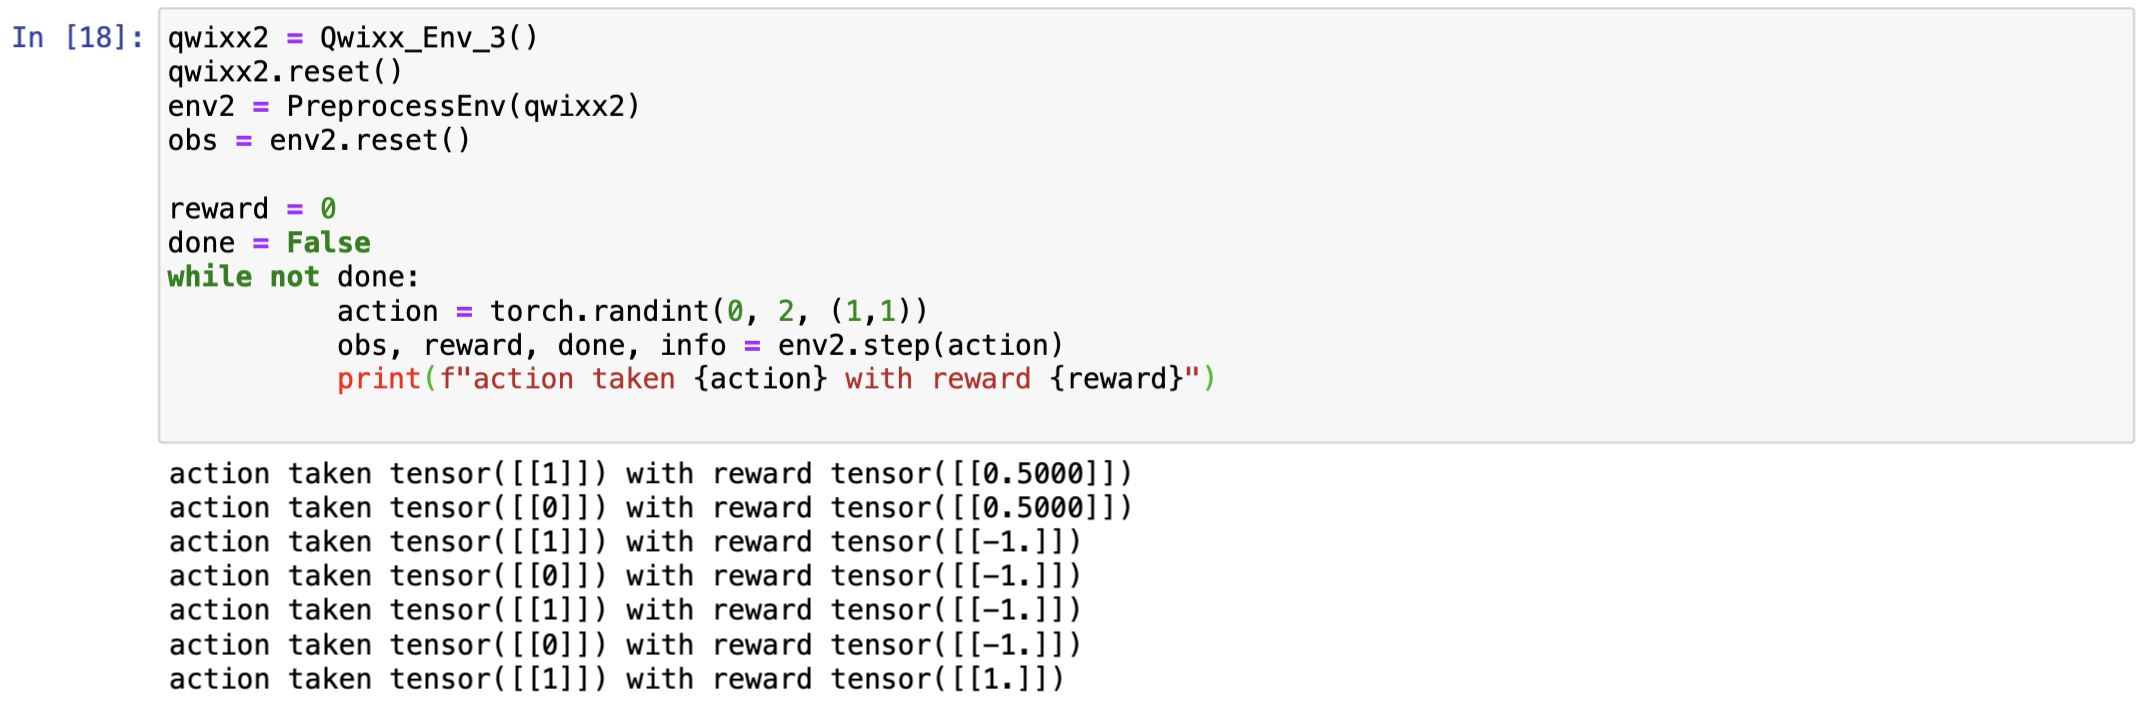 In [18]: qwixx2 = Qwixx_Env_3()
qwixx2.reset()
env2 = PreprocessEnv(qwixx2)
obs = env2.reset()
reward = 0
done = False
while not done:
action = torch.randint(0, 2, (1,1))
obs, reward, done, info = env2.step(action)
print(f"action taken {action} with reward {reward}")
action taken tensor([[1]]) with reward tensor([[0.5000]])
action taken tensor([[0]]) with reward tensor([[0.5000]])
action taken tensor([[1]]) with reward tensor([[-1.]])
action taken tensor([[0]]) with reward tensor([[-1.]])
action taken tensor([[1]]) with reward tensor([[-1.]])
action taken tensor([[0]]) with reward tensor([[-1.]])
action taken tensor([[1]]) with reward tensor([[1.]])